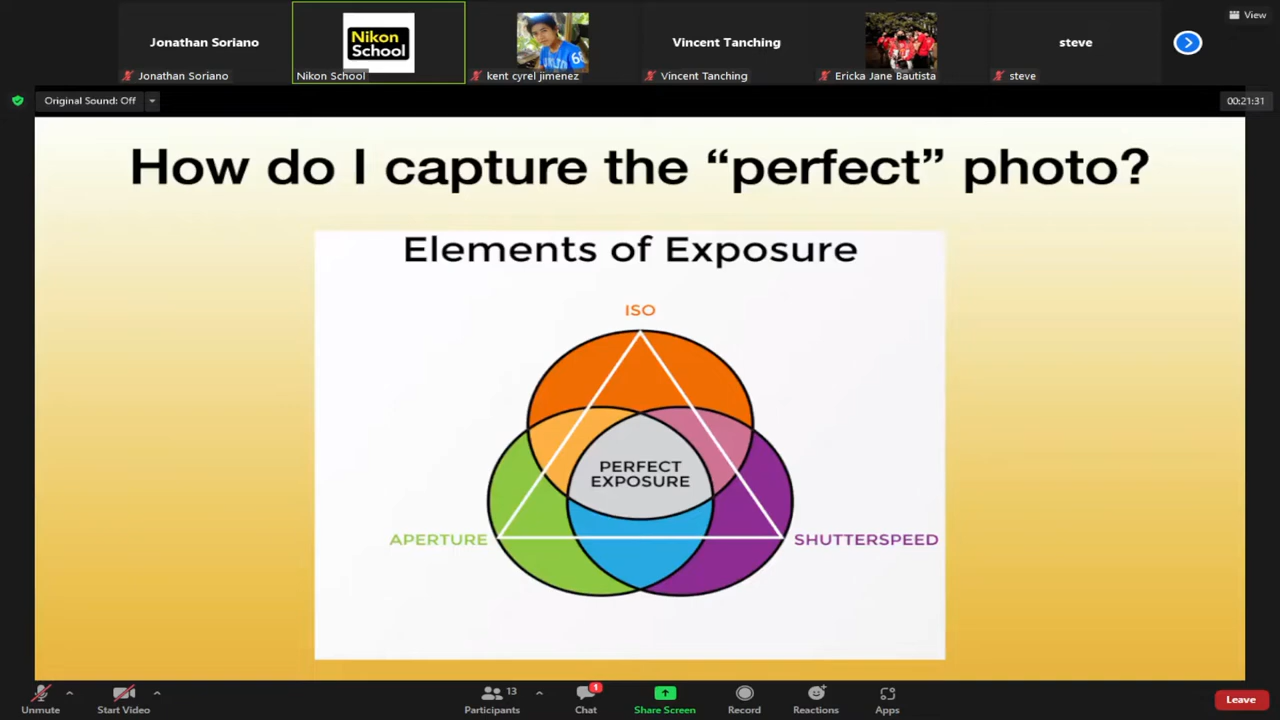 Jonathan Soriano
Nikon
School
Vincent Tanching
steve
View
Jonathan Soriano
Nikon School
kent cyrel jimenez
Vincent Tanching
Ericka Jane Bautista
steve
Original Sound: Off
00:21:31
How do I capture the “perfect” photo?
Elements of Exposure
ISO
PERFECT
EXPOSURE
APERTURE
SHUTTERSPEED
Unmute
Start Video
13
Participants
1
Chat
Share Screen
Record
Reactions
Apps
Leave